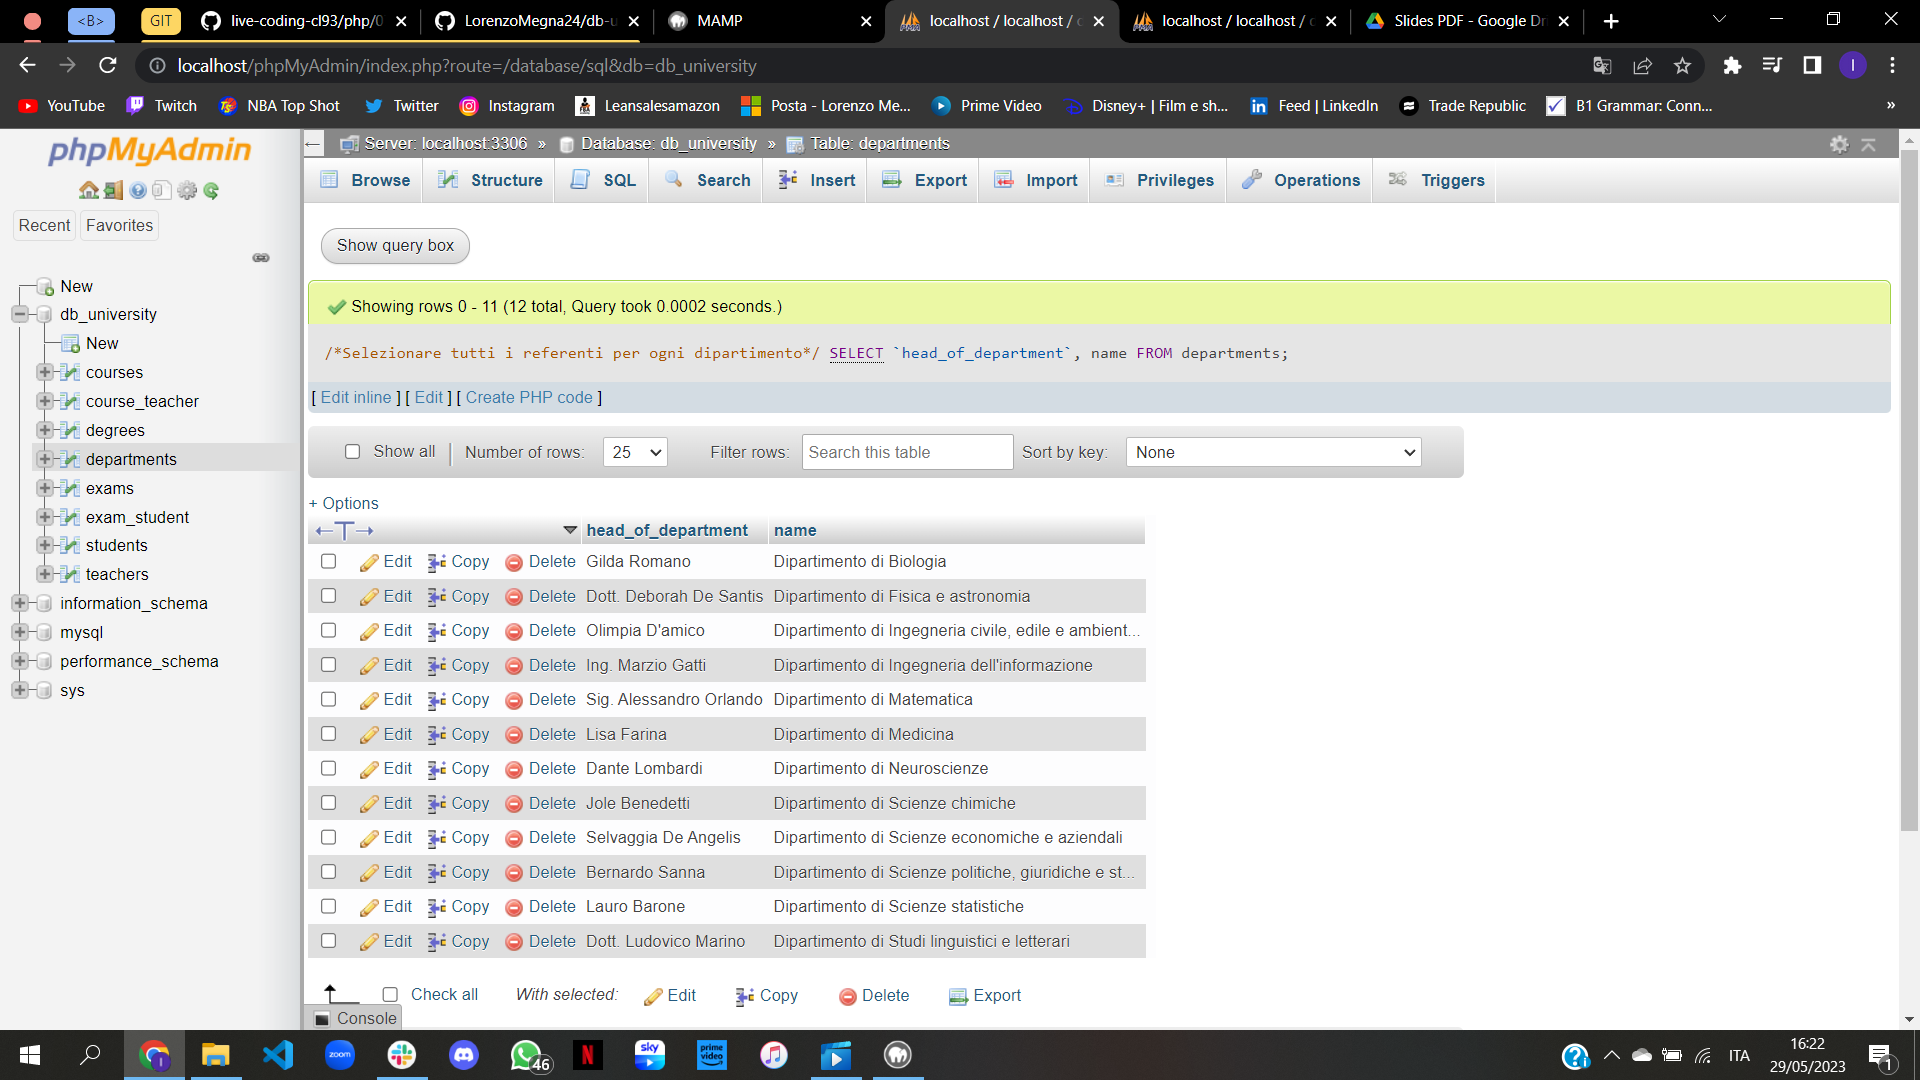 <B>
GIT
live-coding-cl93/php/0
LorenzoMegna24/db-u
MAMP
localhost / localhost / c
localhost / localhost / c
Slides PDF - Google Dr
localhost/phpMyAdmin/index.php?route=/database/sql&db=db_university
YouTube
Twitch
NBA Top Shot
Twitter
Instagram
Leansalesamazon
Posta - Lorenzo Me...
Prime Video
Disney+ | Film e sh...
Feed | LinkedIn
Trade Republic
B1 Grammar: Conn...
phpMyAdmin
Recent
Favorites
New
db_university
New
courses
course_teacher
degrees
departments
exams
exam_student
students
teachers
information_schema
mysql
performance_schema
sys
Server: localhost:3306 » Database: db_university » Table: departments
Browse
Structure
SQL
Search
Insert
Export
Import
Privileges
Operations
Triggers
Show query box
Showing rows 0 - 11 (12 total, Query took 0.0002 seconds.)
/*Selezionare tutti i referenti per ogni dipartimento*/ SELECT `head_of_department`, name FROM departments;
[ Edit inline ] [ Edit ] [ Create PHP code ]
Show all | Number of rows: 25 Filter rows: Search this table Sort by key: None
+ Options
head_of_department name
Edit Copy Delete Gilda Romano Dipartimento di Biologia
Edit Copy Delete Dott. Deborah De Santis Dipartimento di Fisica e astronomia
Edit Copy Delete Olimpia D'amico Dipartimento di Ingegneria civile, edile e ambient...
Edit Copy Delete Ing. Marzio Gatti Dipartimento di Ingegneria dell'informazione
Edit Copy Delete Sig. Alessandro Orlando Dipartimento di Matematica
Edit Copy Delete Lisa Farina Dipartimento di Medicina
Edit Copy Delete Dante Lombardi Dipartimento di Neuroscienze
Edit Copy Delete Jole Benedetti Dipartimento di Scienze chimiche
Edit Copy Delete Selvaggia De Angelis Dipartimento di Scienze economiche e aziendali
Edit Copy Delete Bernardo Sanna Dipartimento di Scienze politiche, giuridiche e st...
Edit Copy Delete Lauro Barone Dipartimento di Scienze statistiche
Edit Copy Delete Dott. Ludovico Marino Dipartimento di Studi linguistici e letterari
Check all With selected: Edit Copy Delete Export
Console
zoom
46
N
sky
prime video
ITA
16:22
29/05/2023
1